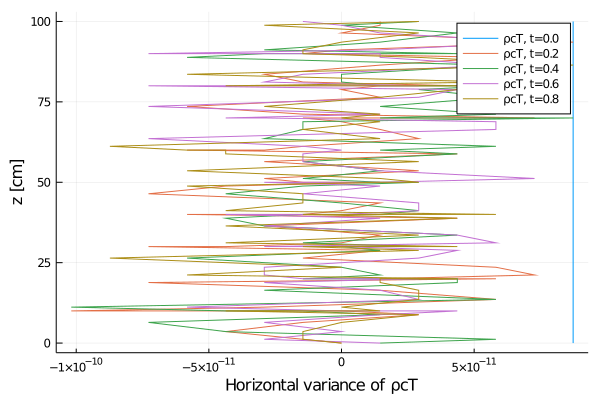 100
75
50
25
0
z [cm]
ρcT, t=0.0
ρcT, t=0.2
ρcT, t=0.4
ρcT, t=0.6
ρcT, t=0.8
−1×10⁻¹⁰
−5×10⁻¹¹
0
5×10⁻¹¹
Horizontal variance of ρcT